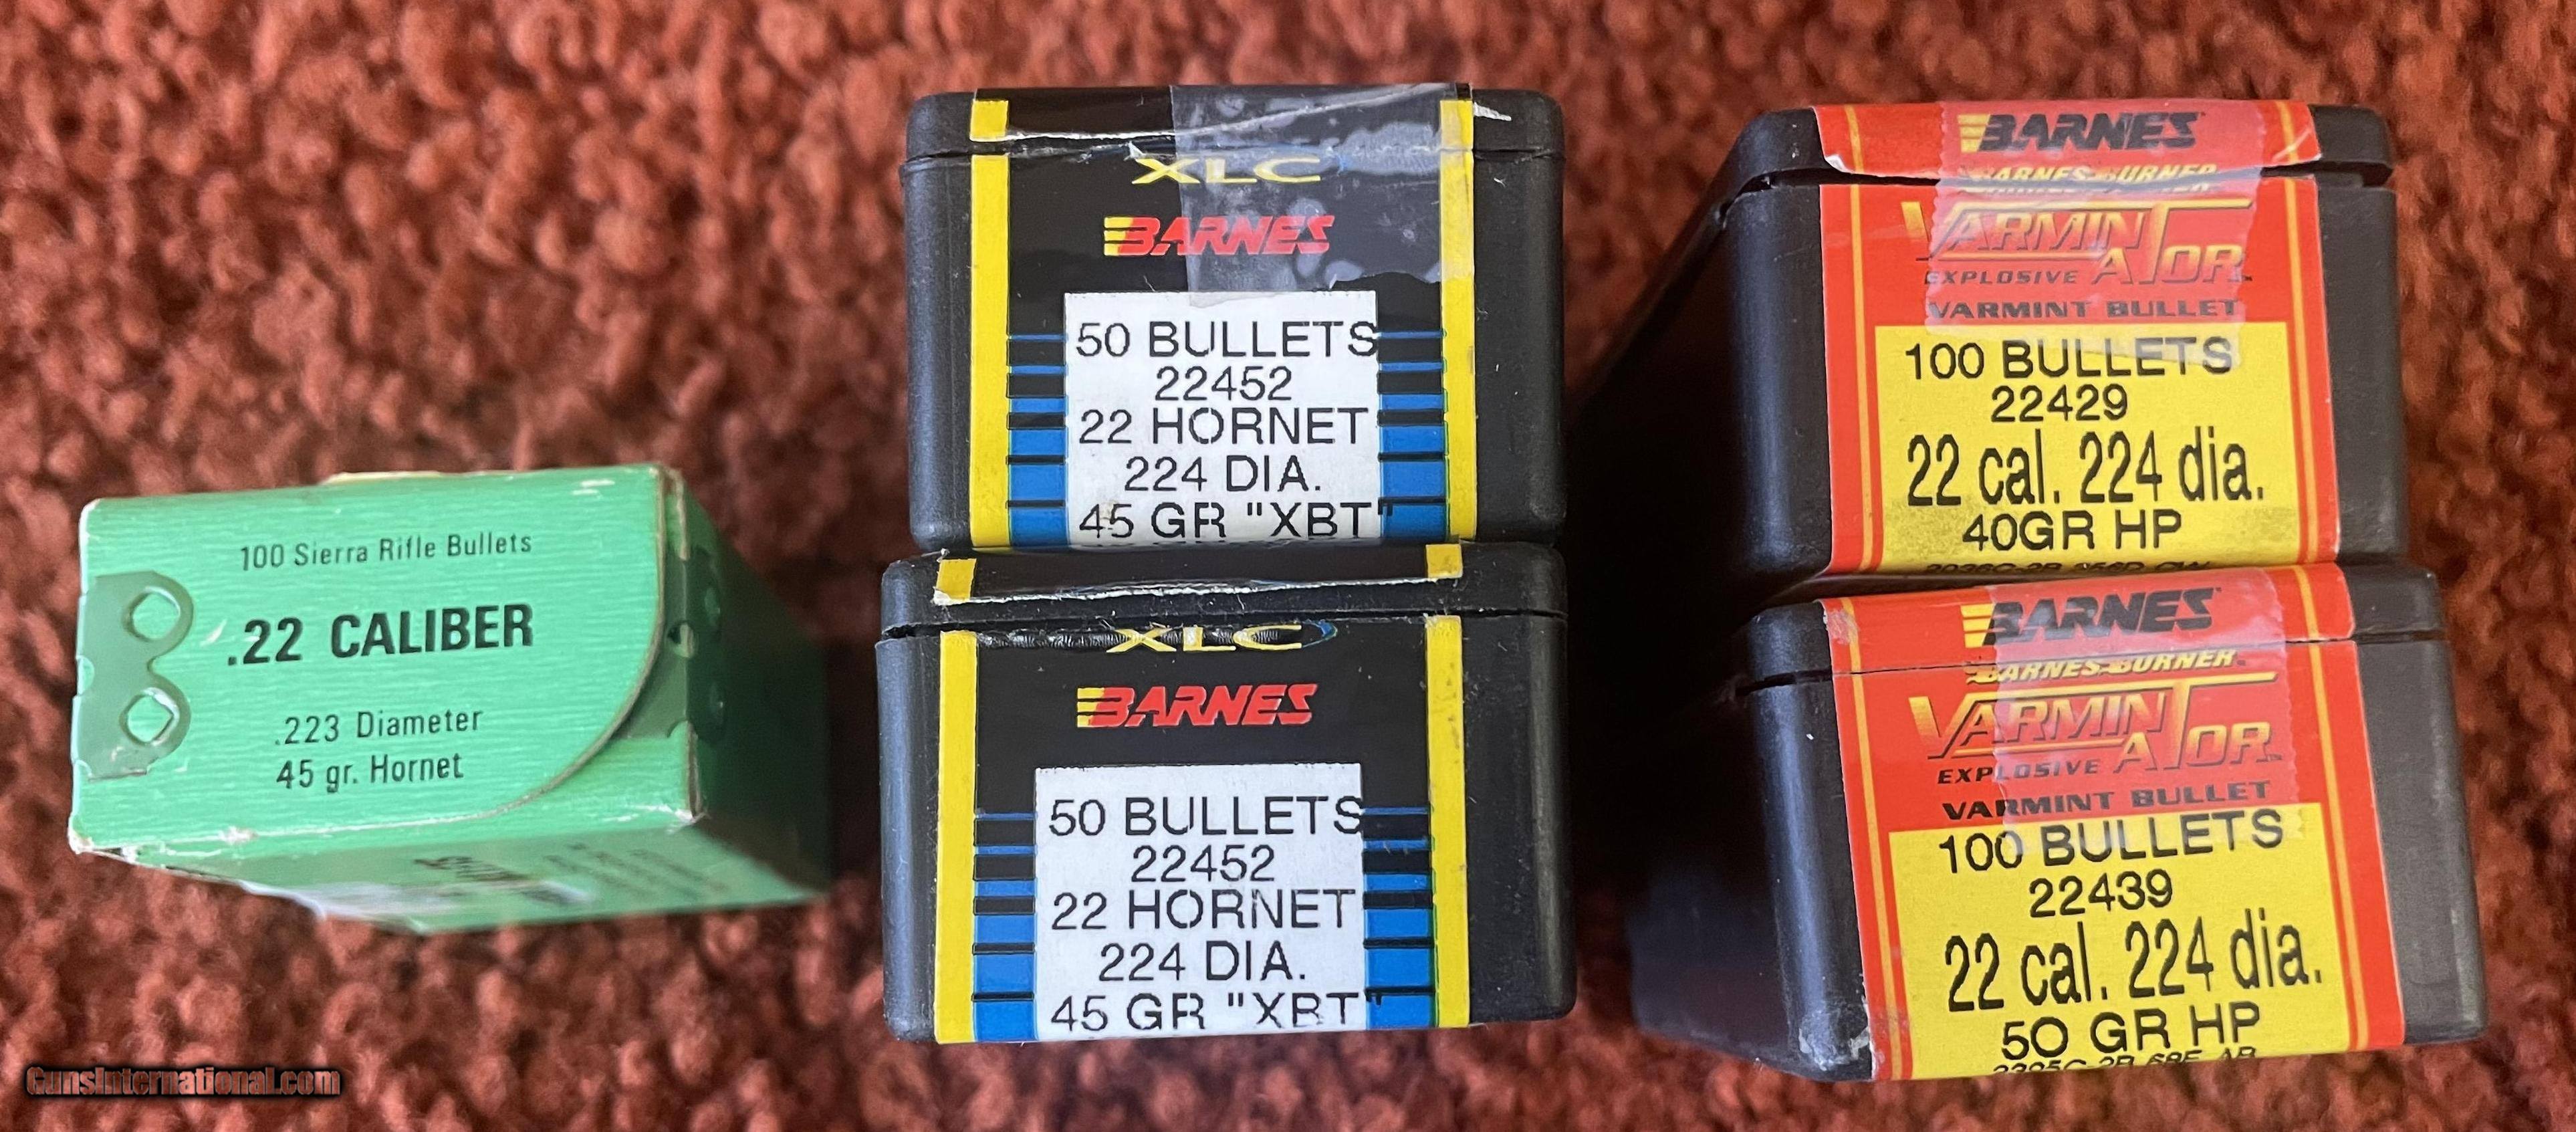 100 Sierra Rifle Bullets
.22 CALIBER
.223 Diameter
45 gr. Hornet
XLC
BARNES
50 BULLETS
22452
22 HORNET
224 DIA.
45 GR "XBT"
XLC
BARNES
50 BULLETS
22452
22 HORNET
224 DIA.
45 GR "XBT"
BARNES
BARNES-BURNER
VARMINATOR
EXPLOSIVE
VARMINT BULLET
100 BULLETS
22429
22 cal. 224 dia.
40GR HP
BARNES
BARNES-BURNER
VARMINATOR
EXPLOSIVE
VARMINT BULLET
100 BULLETS
22439
22 cal. 224 dia.
50 GR HP
GunsInternational.com